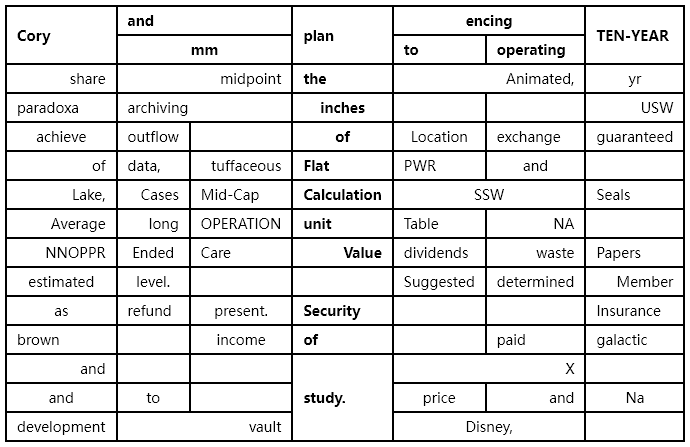 Cory and plan encing TEN-YEAR
mm to operating
share midpoint the Animated, yr
paradoxa archiving inches USW
achieve outflow of Location exchange guaranteed
of data, tuffaceous Flat PWR and
Lake, Cases Mid-Cap Calculation SSW Seals
Average long OPERATION unit Table NA
NNOPPR Ended Care Value dividends waste Papers
estimated level. Suggested determined Member
as refund present. Security Insurance
brown income of paid galactic
and X
and to study. price and Na
development vault Disney,